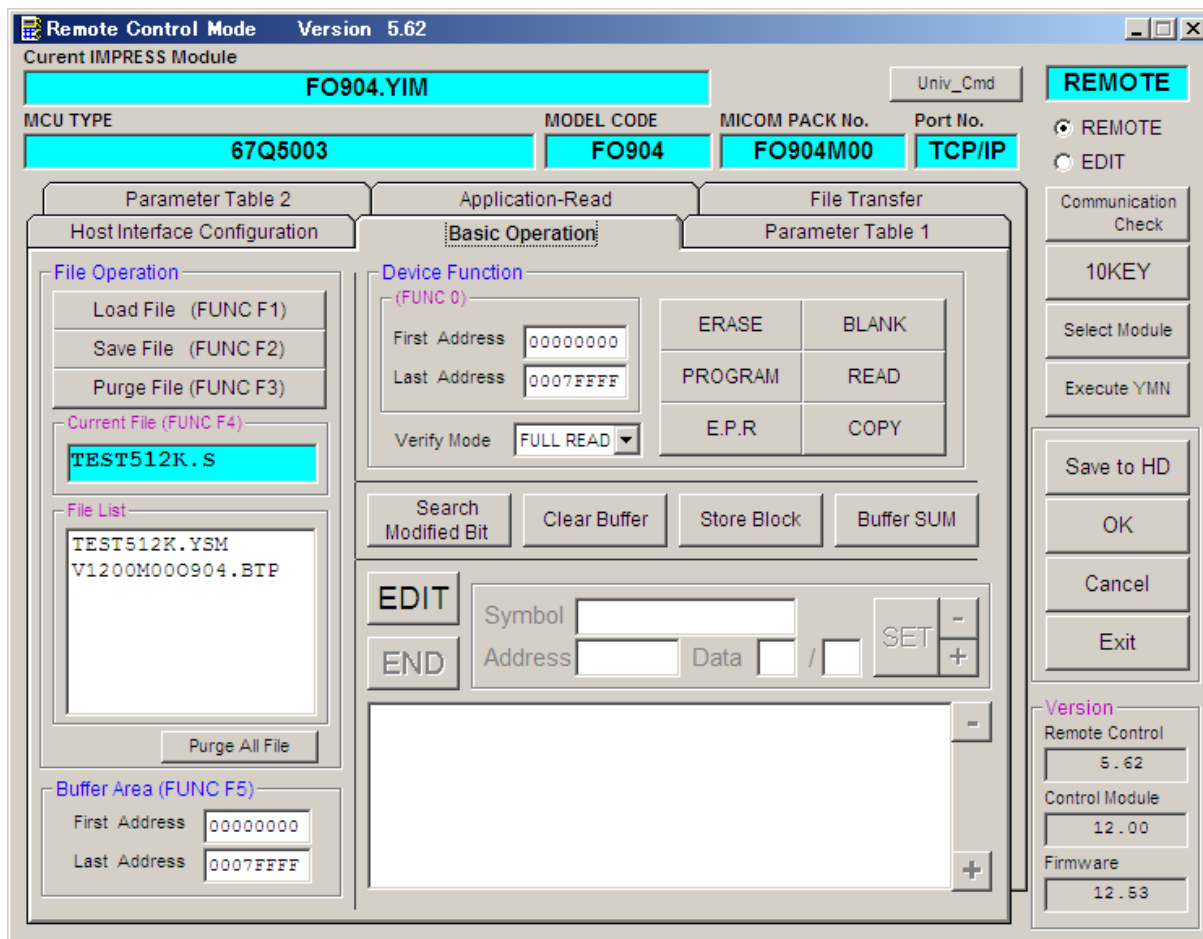 Remote Control Mode Version 5.62
Curent IMPRESS Module
FO904.YIM
Univ_Cmd
REMOTE
MCU TYPE
MODEL CODE
MICOM PACK No.
Port No.
67Q5003
FO904
FO904M00
TCP/IP
REMOTE
EDIT
Parameter Table 2
Application-Read
File Transfer
Host Interface Configuration
Basic Operation
Parameter Table 1
File Operation
Load File (FUNC F1)
Save File (FUNC F2)
Purge File (FUNC F3)
Current File (FUNC F4)
TEST512K.S
File List
TEST512K.YSM
V1200M00O904.BTP
Purge All File
Buffer Area (FUNC F5)
First Address 00000000
Last Address 0007FFFF
Device Function
(FUNC 0)
First Address 00000000
Last Address 0007FFFF
Verify Mode FULL READ
ERASE
BLANK
PROGRAM
READ
E.P.R
COPY
Search
Modified Bit
Clear Buffer
Store Block
Buffer SUM
EDIT
END
Symbol
Address
Data /
SET
-
+
-
+
Communication
Check
10KEY
Select Module
Execute YMN
Save to HD
OK
Cancel
Exit
Version
Remote Control
5.62
Control Module
12.00
Firmware
12.53